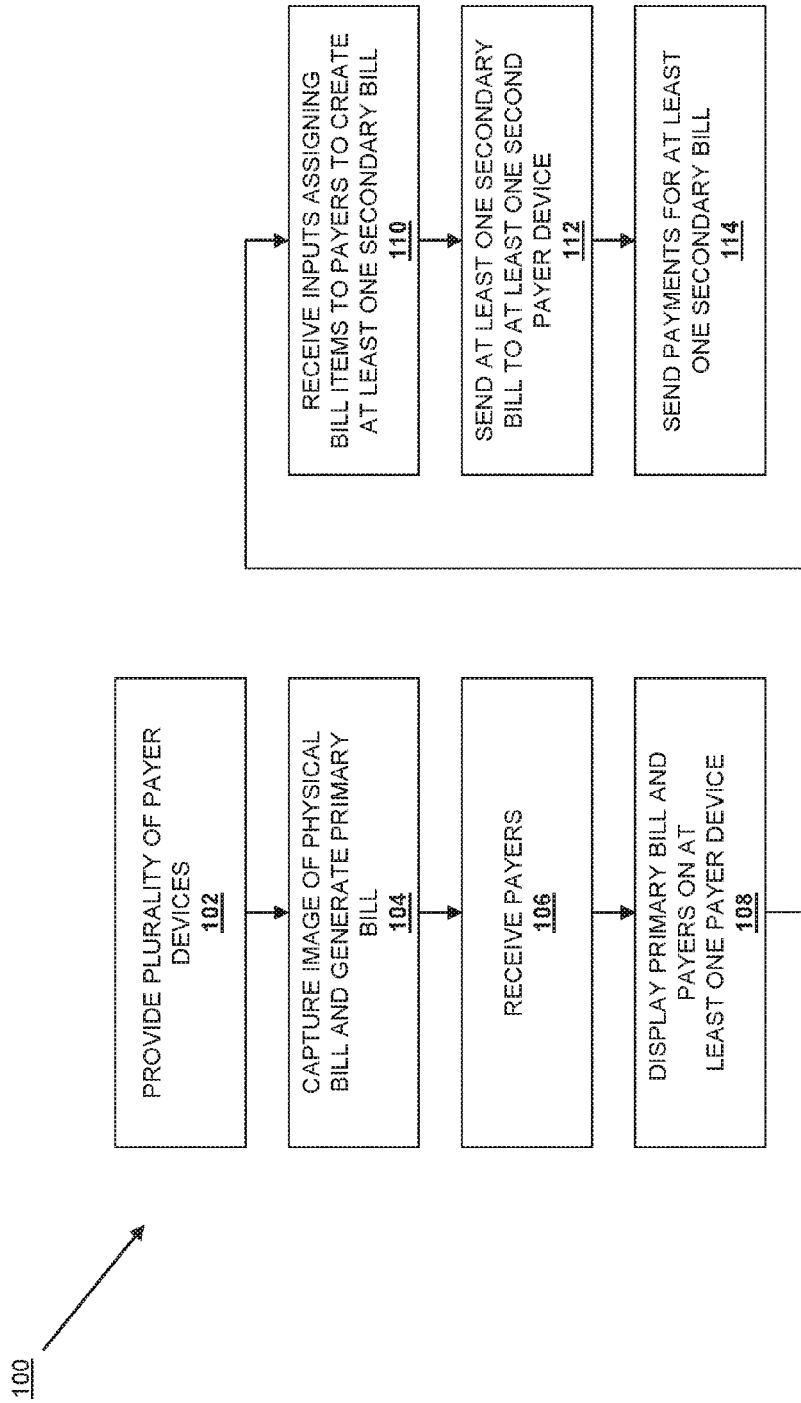 100
PROVIDE PLURALITY OF PAYER
DEVICES
102
CAPTURE IMAGE OF PHYSICAL
BILL AND GENERATE PRIMARY
BILL
104
RECEIVE PAYERS
106
DISPLAY PRIMARY BILL AND
PAYERS ON AT
LEAST ONE PAYER DEVICE
108
RECEIVE INPUTS ASSIGNING
BILL ITEMS TO PAYERS TO CREATE
AT LEAST ONE SECONDARY BILL
110
SEND AT LEAST ONE SECONDARY
BILL TO AT LEAST ONE SECOND
PAYER DEVICE
112
SEND PAYMENTS FOR AT LEAST
ONE SECONDARY BILL
114